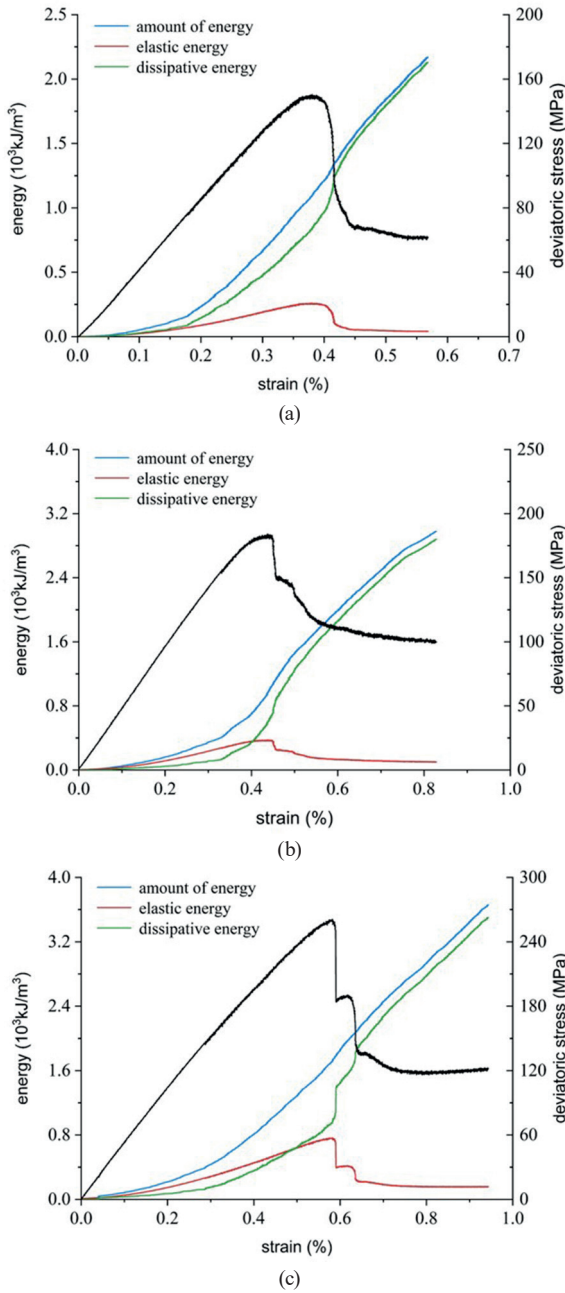 2.5
200
amount of energy
elastic energy
dissipative energy
2.0
160
1.5
120
1.0
80
0.5
40
0.0
0
energy (10³kJ/m³)
deviatoric stress (MPa)
0.0 0.1 0.2 0.3 0.4 0.5 0.6 0.7
strain (%)
(a)
4.0
250
amount of energy
elastic energy
dissipative energy
3.2
200
2.4
150
1.6
100
0.8
50
0.0
0
energy (10³kJ/m³)
deviatoric stress (MPa)
0.0 0.2 0.4 0.6 0.8 1.0
strain (%)
(b)
4.0
300
amount of energy
elastic energy
dissipative energy
3.2
240
2.4
180
1.6
120
0.8
60
0.0
0
energy (10³kJ/m³)
deviatoric stress (MPa)
0.0 0.2 0.4 0.6 0.8 1.0
strain (%)
(c)